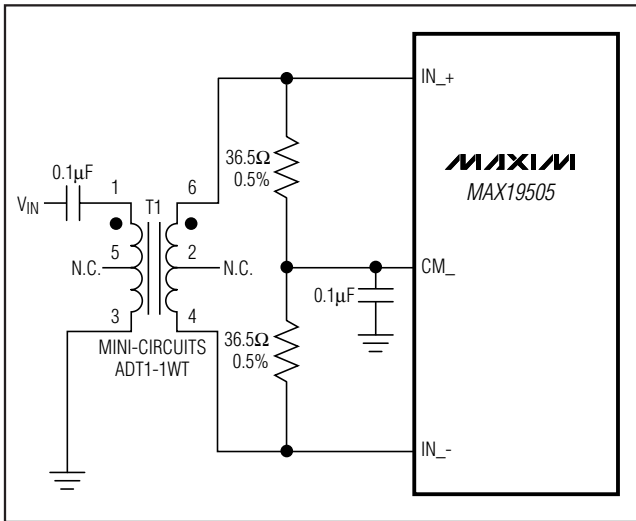 IN_+
36.5Ω
0.5%
MAXIM
MAX19505
0.1μF
VIN
1
6
T1
5
2
N.C.
N.C.
CM_
0.1μF
3
4
MINI-CIRCUITS
ADT1-1WT
36.5Ω
0.5%
IN_-